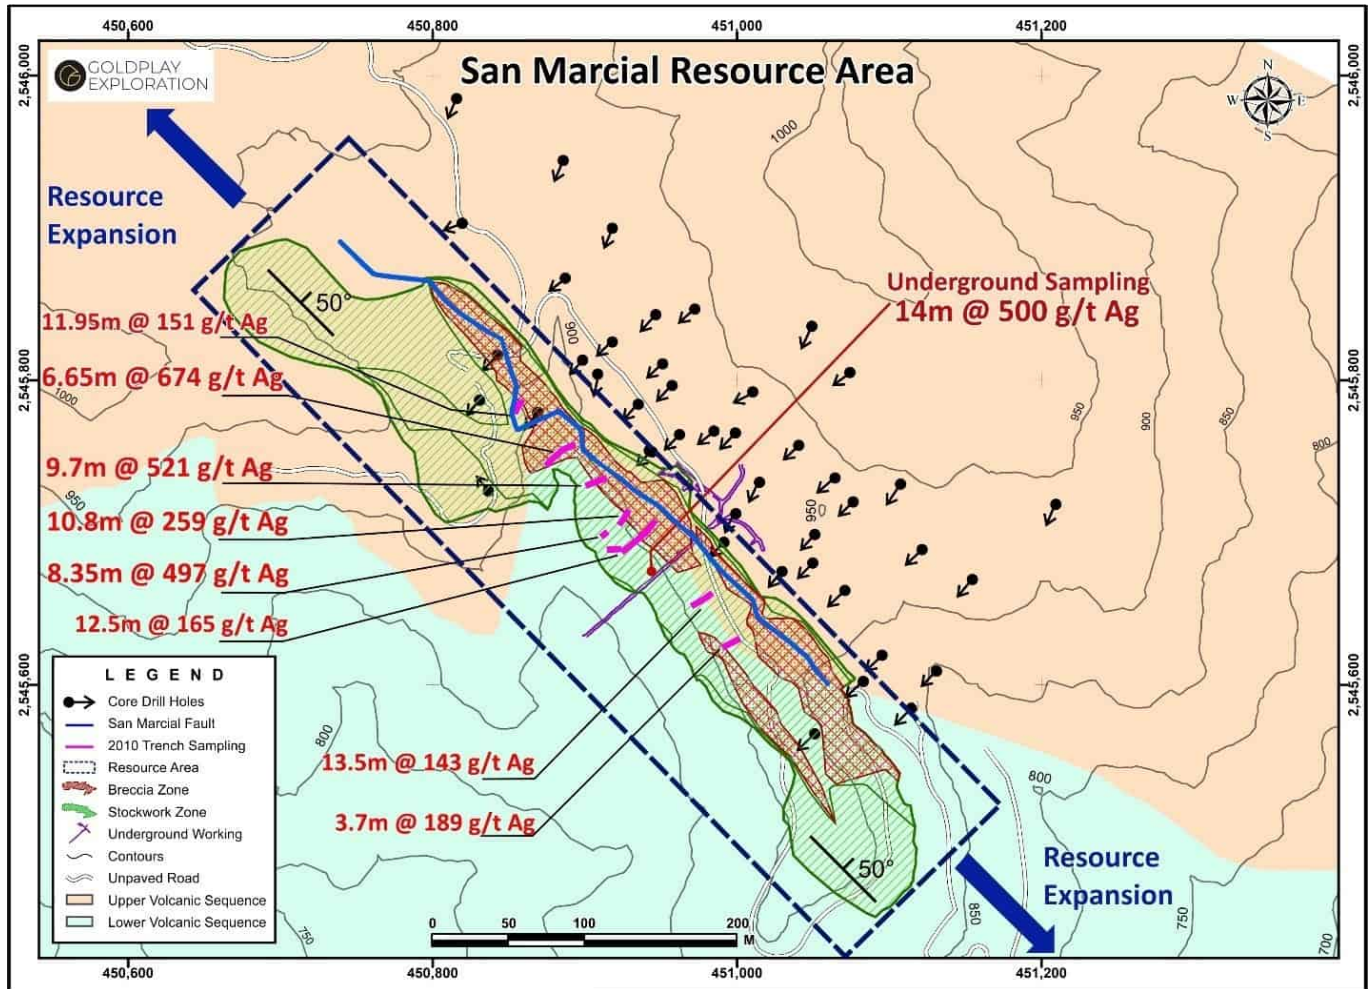 450,600
450,800
451,000
451,200
GOLDPLAY
EXPLORATION
San Marcial Resource Area
N
W
E
S
2,546,000
2,546,000
1000
Resource
Expansion
Underground Sampling
14m @ 500 g/t Ag
50°
900
11.95m @ 151 g/t Ag
6.65m @ 674 g/t Ag
1000
2,545,800
2,545,800
950
900
850
800
9.7m @ 521 g/t Ag
950
10.8m @ 259 g/t Ag
950
8.35m @ 497 g/t Ag
12.5m @ 165 g/t Ag
2,545,600
2,545,600
LEGEND
Core Drill Holes
San Marcial Fault
2010 Trench Sampling
Resource Area
Breccia Zone
Stockwork Zone
Underground Working
Contours
Unpaved Road
Upper Volcanic Sequence
Lower Volcanic Sequence
800
13.5m @ 143 g/t Ag
3.7m @ 189 g/t Ag
800
50°
Resource
Expansion
850
750
700
750
0
50
100
200
M
450,600
450,800
451,000
451,200